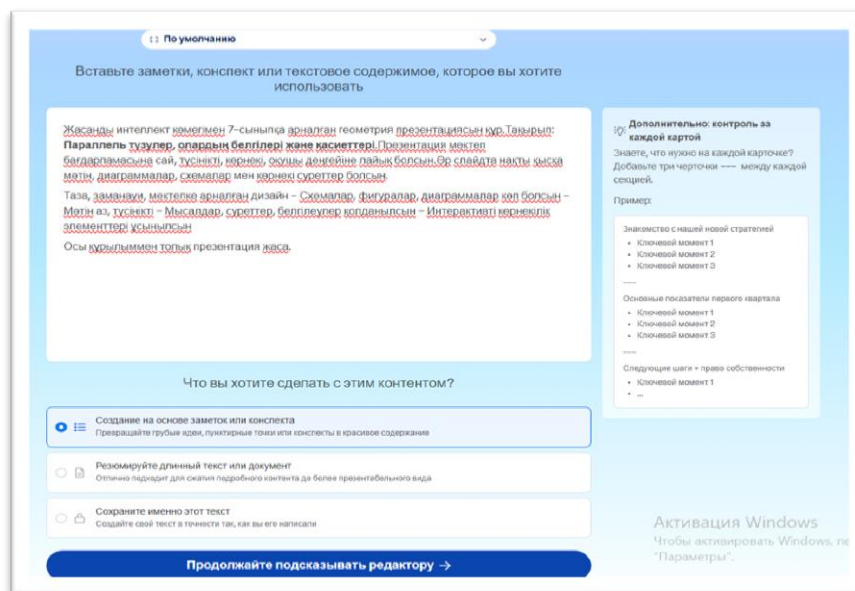 По умолчанию
Вставьте заметки, конспект или текстовое содержимое, которое вы хотите
использовать
Жасанды интеллект көмегімен 7-сыныпқа арналған геометрия презентациясын құр.Тақырып:
Параллель түзулер, олардың белгілері және қасиеттері.Презентация мектеп
бағдарламасына сай, түсінікті, көрнекі, оқушы деңгейіне лайық болсын.Әр слайдта нақты қысқа
мәтін, диаграммалар, схемалар мен көрнекі суреттер болсын.
Таза, заманауи, мектепке арналған дизайн – Схемалар, фигуралар, диаграммалар көп болсын –
Мәтін аз, түсінікті – Мысалдар, суреттер, белгілеулер қолданылсын – Интерактивті көрнекілік
элементтері ұсынылсын
Осы құрылыммен толық презентация жаса.
Дополнительно: контроль за
каждой картой
Знаете, что нужно на каждой карточке?
Добавьте три черточки --- между каждой
секцией.
Пример:
Знакомство с нашей новой стратегией
• Ключевой момент 1
• Ключевой момент 2
• Ключевой момент 3
---
Основные показатели первого квартала
• Ключевой момент 1
• Ключевой момент 2
• Ключевой момент 3
---
Следующие шаги + право собственности
• Ключевой момент 1
• ...
Что вы хотите сделать с этим контентом?
Создание на основе заметок или конспекта
Превращайте грубые идеи, пунктирные точки или конспекты в красивое содержание
Резюмируйте длинный текст или документ
Отлично подходит для сжатия подробного контента до более презентабельного вида
Сохраните именно этот текст
Создайте свой текст в точности так, как вы его написали
Продолжайте подсказывать редактору →
Активация Windows
Чтобы активировать Windows, пе
"Параметры".